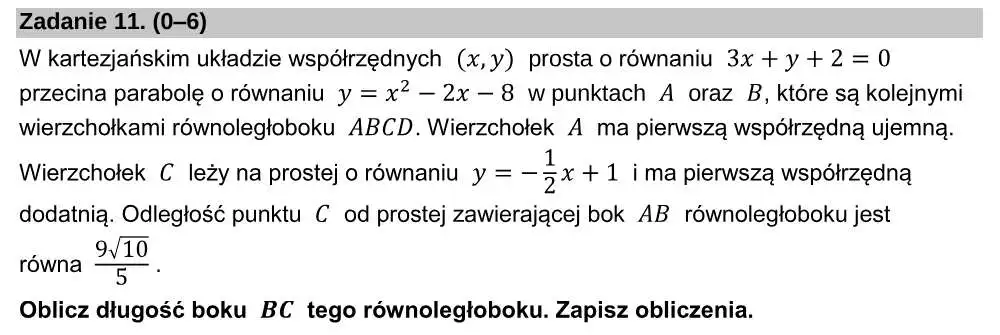 Zadanie 11. (0–6)
W kartezjańskim układzie współrzędnych (x, y) prosta o równaniu 3x + y + 2 = 0
przecina parabolę o równaniu y = x² − 2x − 8 w punktach A oraz B, które są kolejnymi
wierzchołkami równoległoboku ABCD. Wierzchołek A ma pierwszą współrzędną ujemną.
Wierzchołek C leży na prostej o równaniu y = −1/2 x + 1 i ma pierwszą współrzędną
dodatnią. Odległość punktu C od prostej zawierającej bok AB równoległoboku jest
równa 9√10/5 .
Oblicz długość boku BC tego równoległoboku. Zapisz obliczenia.